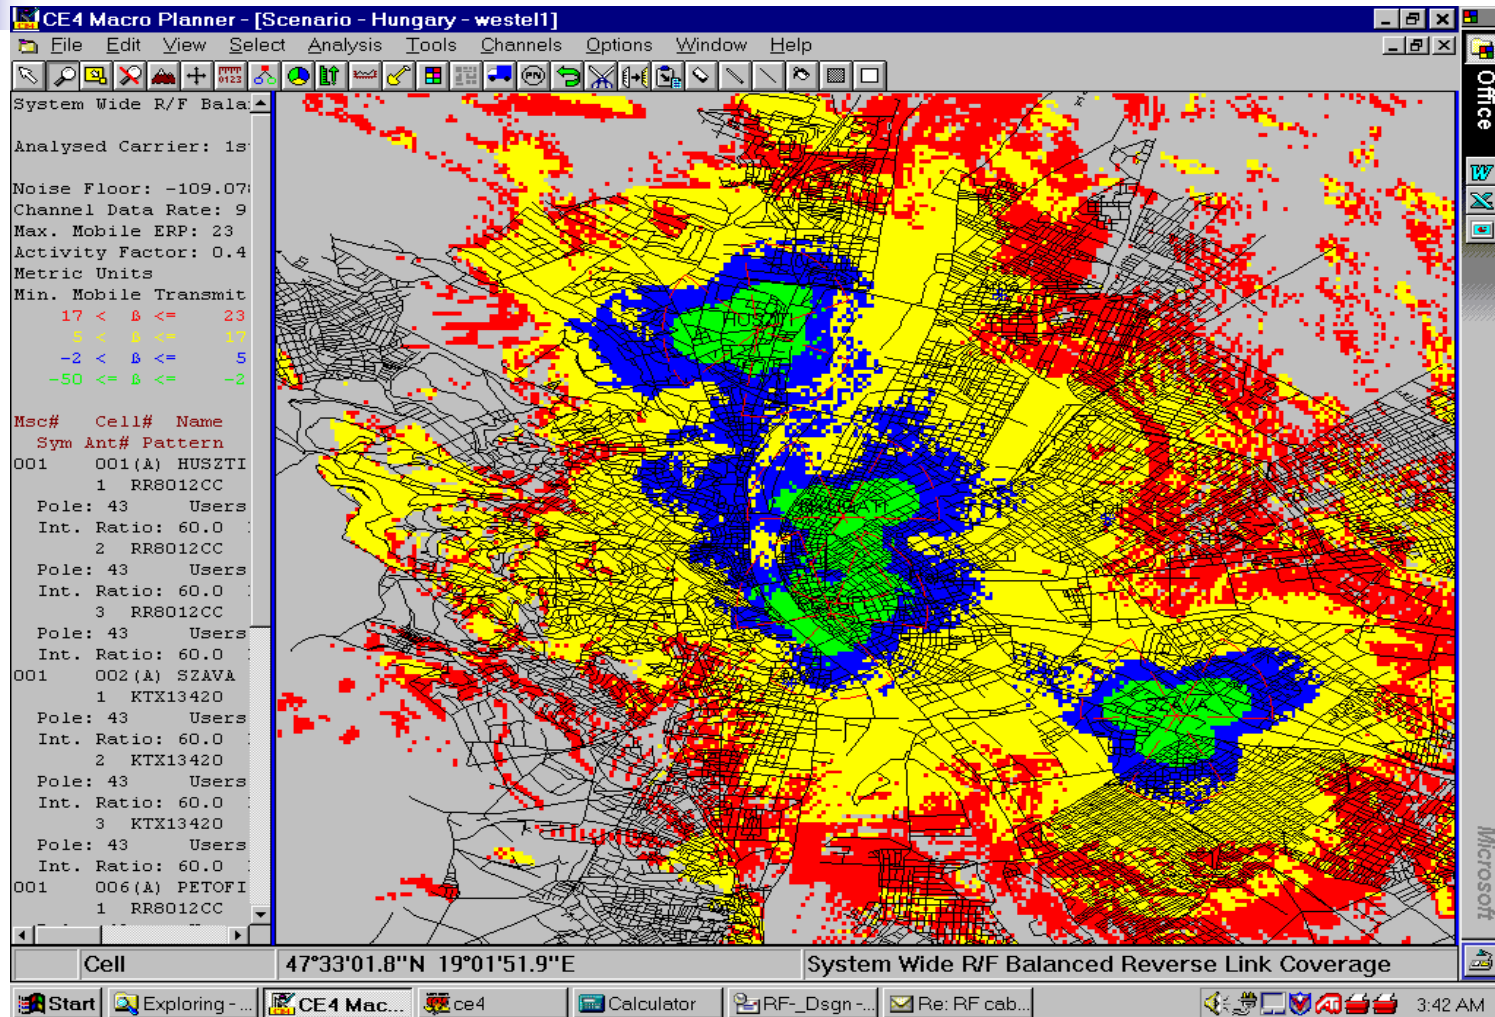 CE4 Macro Planner - [Scenario - Hungary - westel1]
File Edit View Select Analysis Tools Channels Options Window Help
System Wide R/F Bala
Analysed Carrier: 1s
Noise Floor: -109.07
Channel Data Rate: 9
Max. Mobile ERP: 23
Activity Factor: 0.4
Metric Units
Min. Mobile Transmit
17 < ß <= 23
5 < ß <= 17
-2 < ß <= 5
-50 <= ß <= -2
Msc# Cell# Name
Sym Ant# Pattern
001 001(A) HUSZTI
1 RR8012CC
Pole: 43 Users
Int. Ratio: 60.0
2 RR8012CC
Pole: 43 Users
Int. Ratio: 60.0
3 RR8012CC
Pole: 43 Users
Int. Ratio: 60.0
001 002(A) SZAVA
1 KTX13420
Pole: 43 Users
Int. Ratio: 60.0
2 KTX13420
Pole: 43 Users
Int. Ratio: 60.0
3 KTX13420
Pole: 43 Users
Int. Ratio: 60.0
001 006(A) PETOFI
1 RR8012CC
Office
Microsoft
Cell 47°33'01.8"N 19°01'51.9"E System Wide R/F Balanced Reverse Link Coverage
Start Exploring - ... CE4 Mac... ce4 Calculator RF-_Dsgn -... Re: RF cab... 3:42 AM